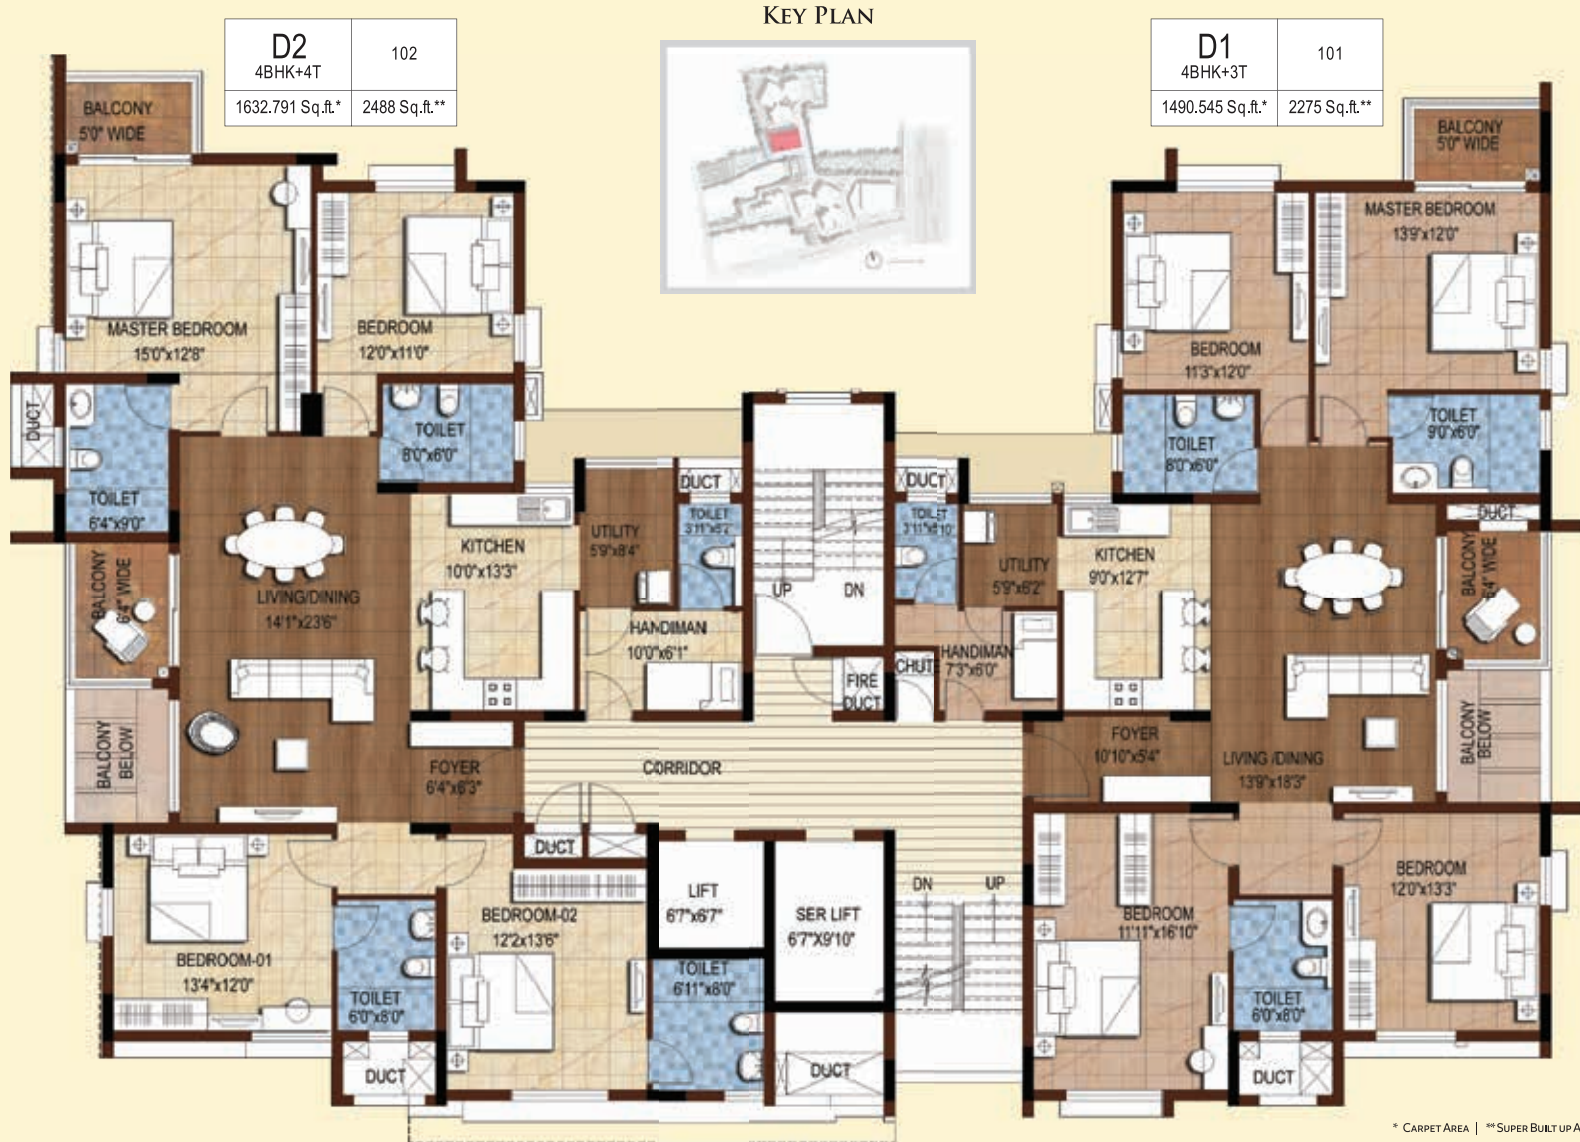 KEY PLAN
D2
4BHK+4T
102
1632.791 Sq.ft.*
2488 Sq.ft.**
D1
4BHK+3T
101
1490.545 Sq.ft.*
2275 Sq.ft.**
BALCONY
5'0" WIDE
MASTER BEDROOM
15'0"x12'8"
BEDROOM
12'0"x11'0"
DUCT
TOILET
6'4"x9'0"
TOILET
8'0"x6'0"
BALCONY
6'4" WIDE
LIVING/DINING
14'1"x23'6"
KITCHEN
10'0"x13'3"
UTILITY
5'9"x8'4"
DUCT
TOILET
3'11"x8'2"
HANDIMAN
10'0"x6'1"
BALCONY
BELOW
FOYER
6'4"x6'3"
BEDROOM-01
13'4"x12'0"
TOILET
6'0"x8'0"
DUCT
BEDROOM-02
12'2x13'6"
DUCT
TOILET
6'11"x8'0"
CORRIDOR
LIFT
6'7"x6'7"
SER LIFT
6'7"X9'10"
DUCT
UP
DN
FIRE
DUCT
CHUTE
DN
UP
BALCONY
5'0" WIDE
MASTER BEDROOM
13'9"x12'0"
BEDROOM
11'3"x12'0"
TOILET
8'0"x6'0"
TOILET
9'0"x6'0"
DUCT
DUCT
TOILET
UTILITY
5'9"x6'2"
KITCHEN
9'0"x12'7"
HANDIMAN
7'3"x6'0"
BALCONY
6'4" WIDE
BALCONY
BELOW
FOYER
10'10"x5'4"
LIVING /DINING
13'9"x18'3"
BEDROOM
11'11"x16'10"
TOILET
6'0"x8'0"
DUCT
BEDROOM
12'0"x13'3"
* CARPET AREA | ** SUPER BUILT UP A